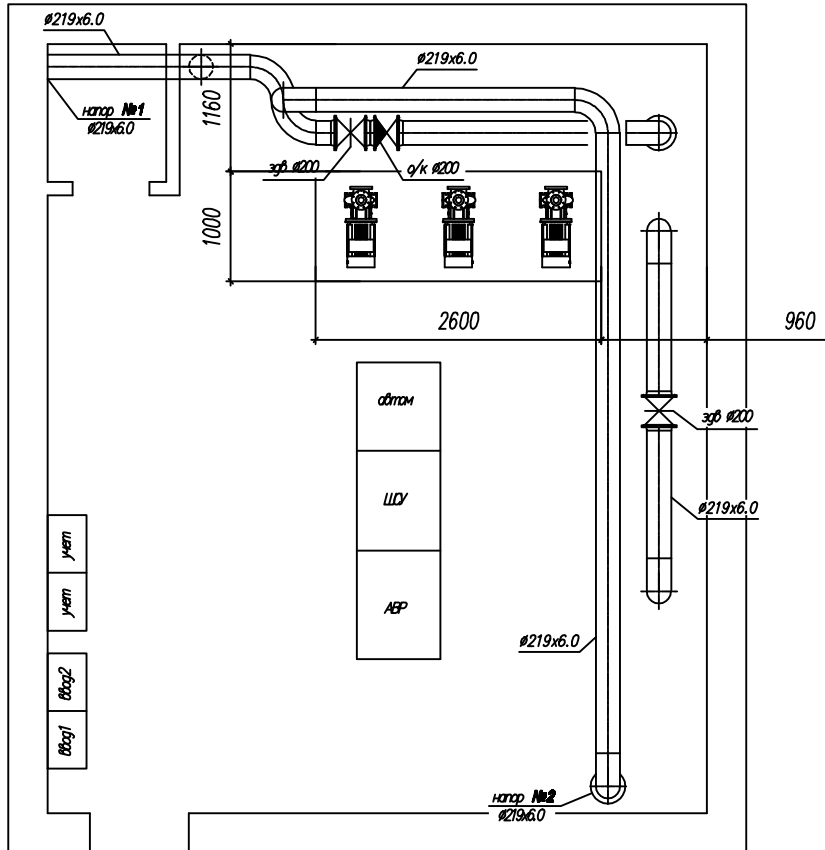 ø219x6.0
ø219x6.0
напор №1
ø219x6.0
1160
здв ø200
о/к ø200
1000
2600
960
автом
здв ø200
ЩСУ
ø219x6.0
учет
учет
АВР
ø219x6.0
ввод2
ввод1
напор №2
ø219x6.0